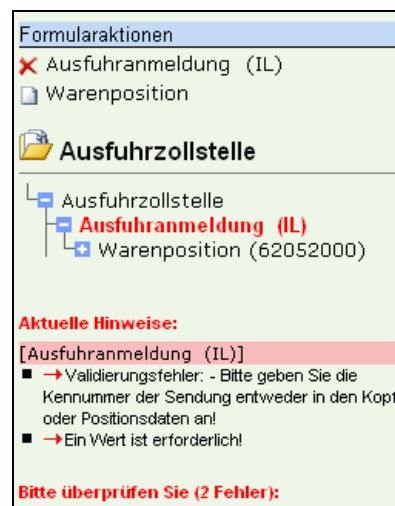 Formularaktionen
Ausfuhranmeldung (IL)
Warenposition
Ausfuhrzollstelle
Ausfuhrzollstelle
Ausfuhranmeldung (IL)
Warenposition (62052000)
Aktuelle Hinweise:
[Ausfuhranmeldung (IL)]
→Validierungsfehler: - Bitte geben Sie die
Kennummer der Sendung entweder in den Kopf
oder Positionsdaten an!
→Ein Wert ist erforderlich!
Bitte überprüfen Sie (2 Fehler):